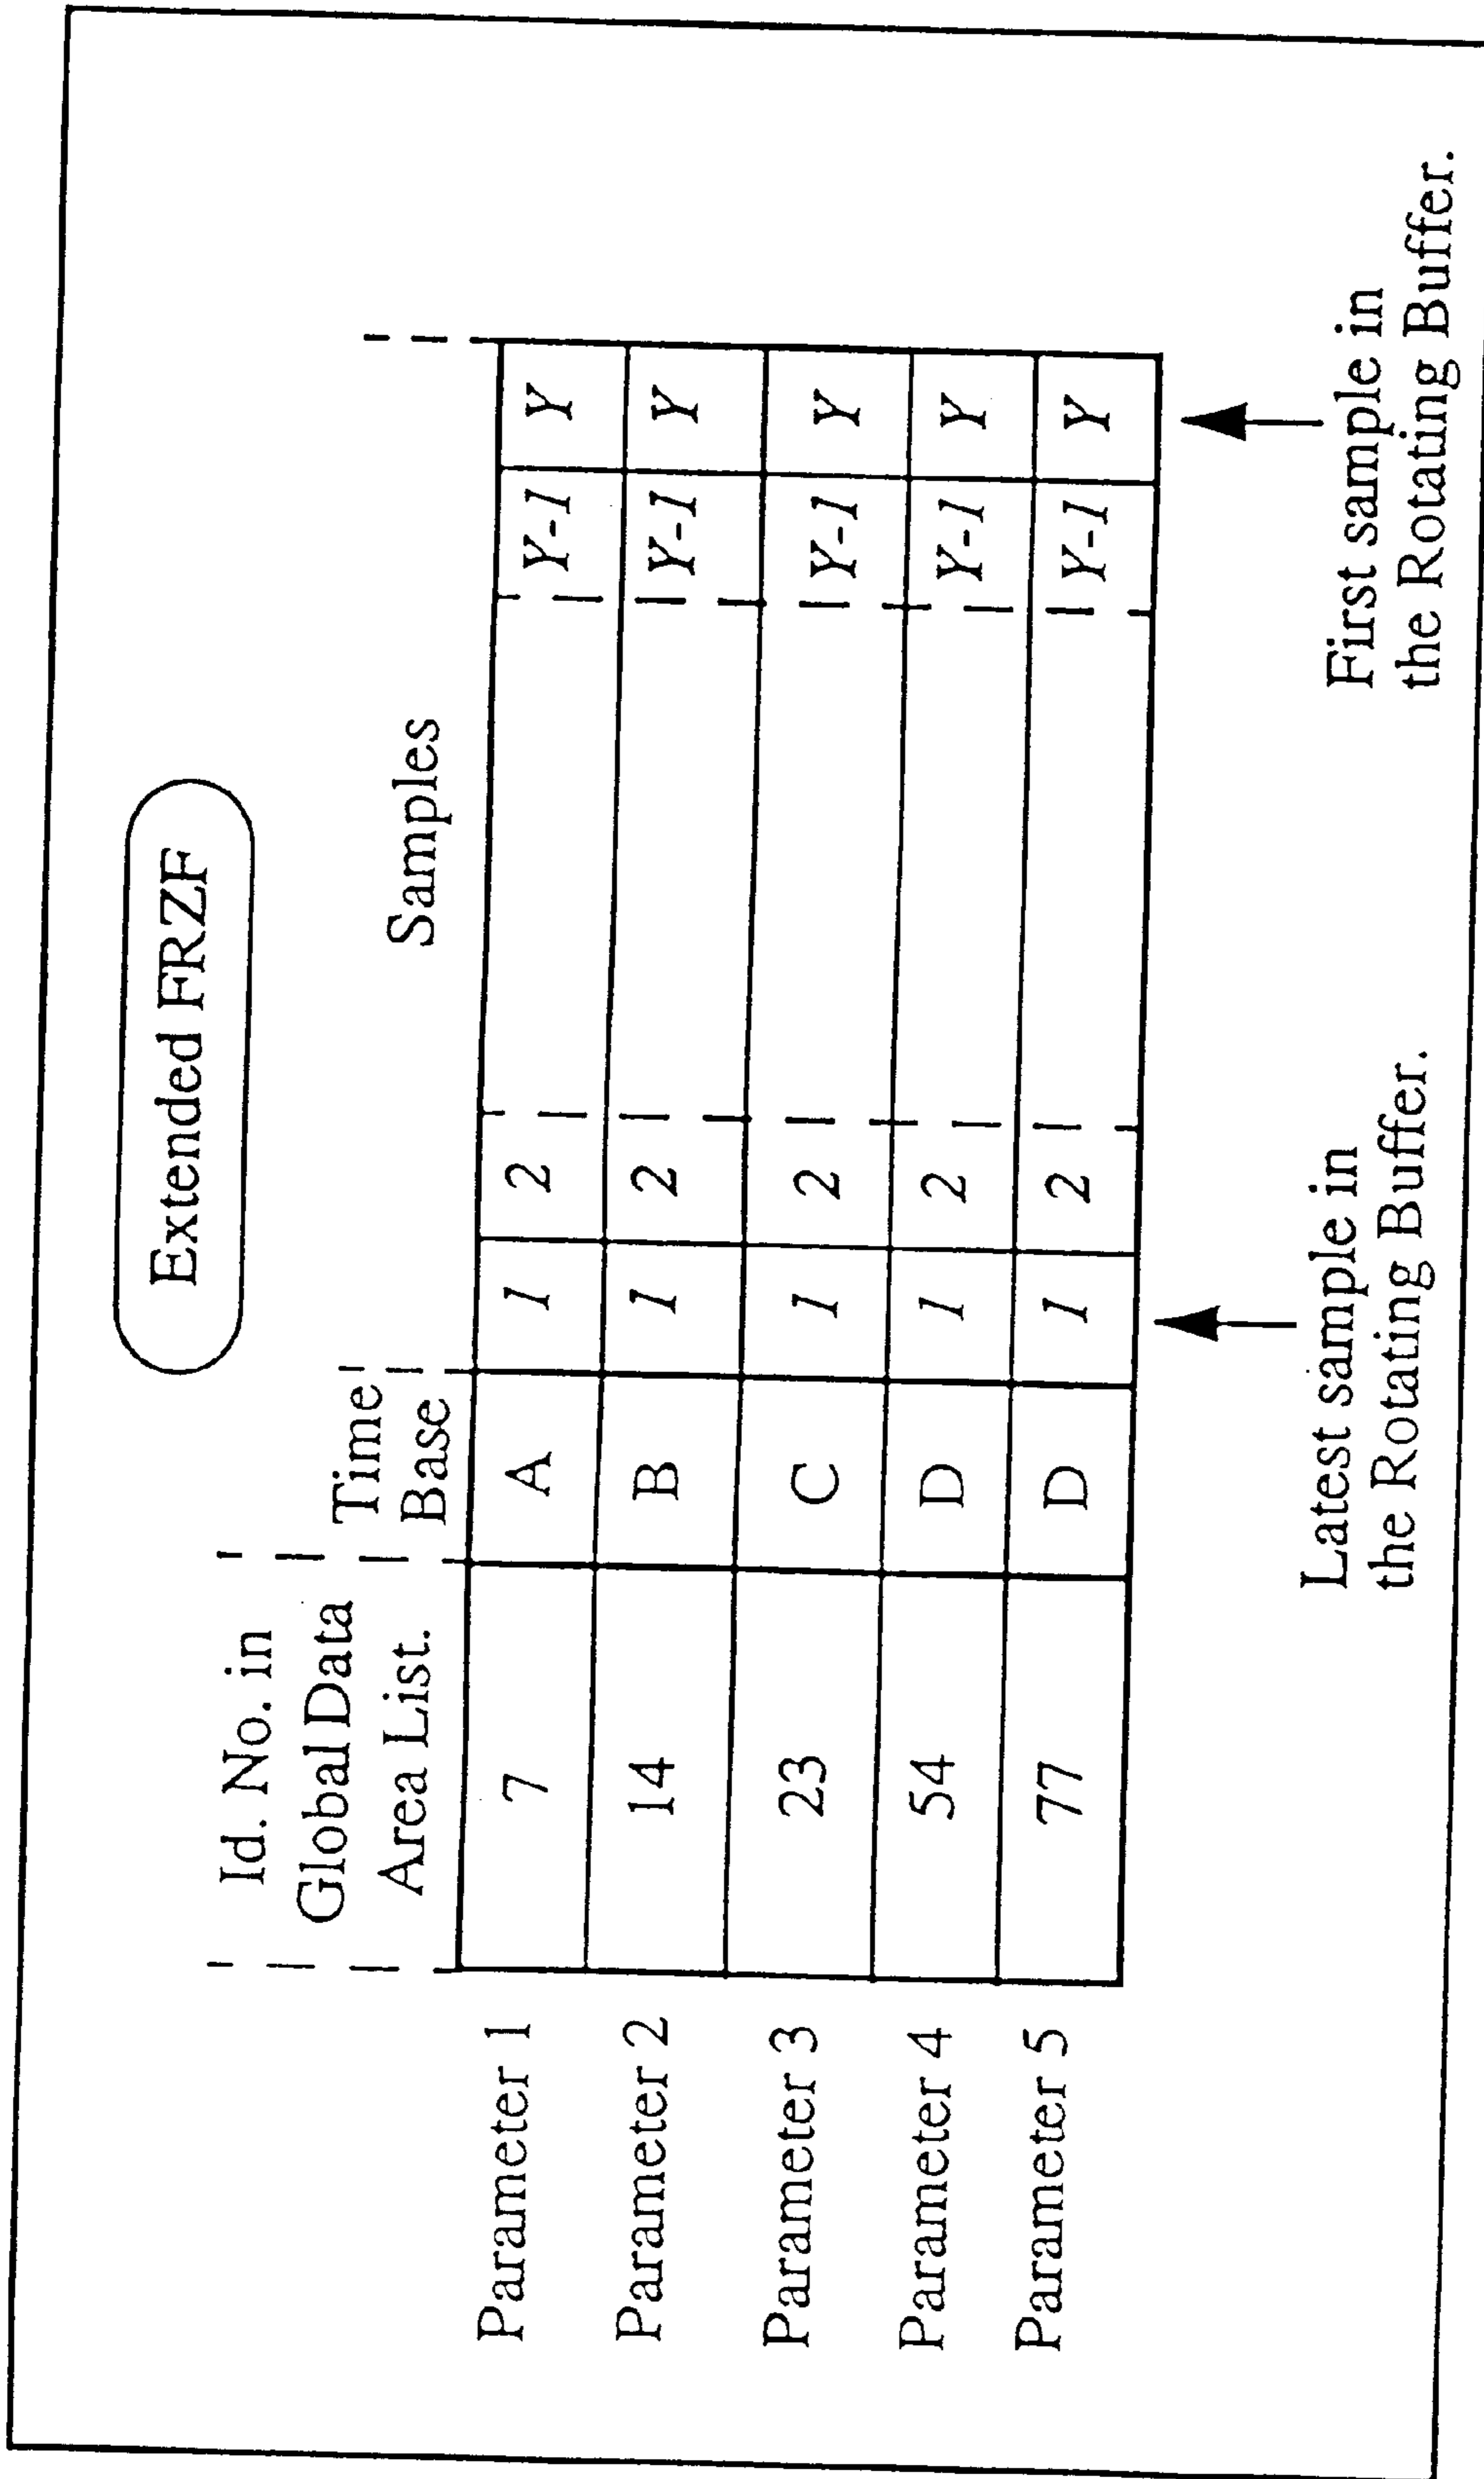 Extended FRZF
Id. No. in
Global Data
Area List.
Time
Base
Samples
Parameter 1 7 A 1 2 Y-1 Y
Parameter 2 14 B 1 2 Y-1 Y
Parameter 3 23 C 1 2 Y-1 Y
Parameter 4 54 D 1 2 Y-1 Y
Parameter 5 77 D 1 2 Y-1 Y
Latest sample in
the Rotating Buffer.
First sample in
the Rotating Buffer.